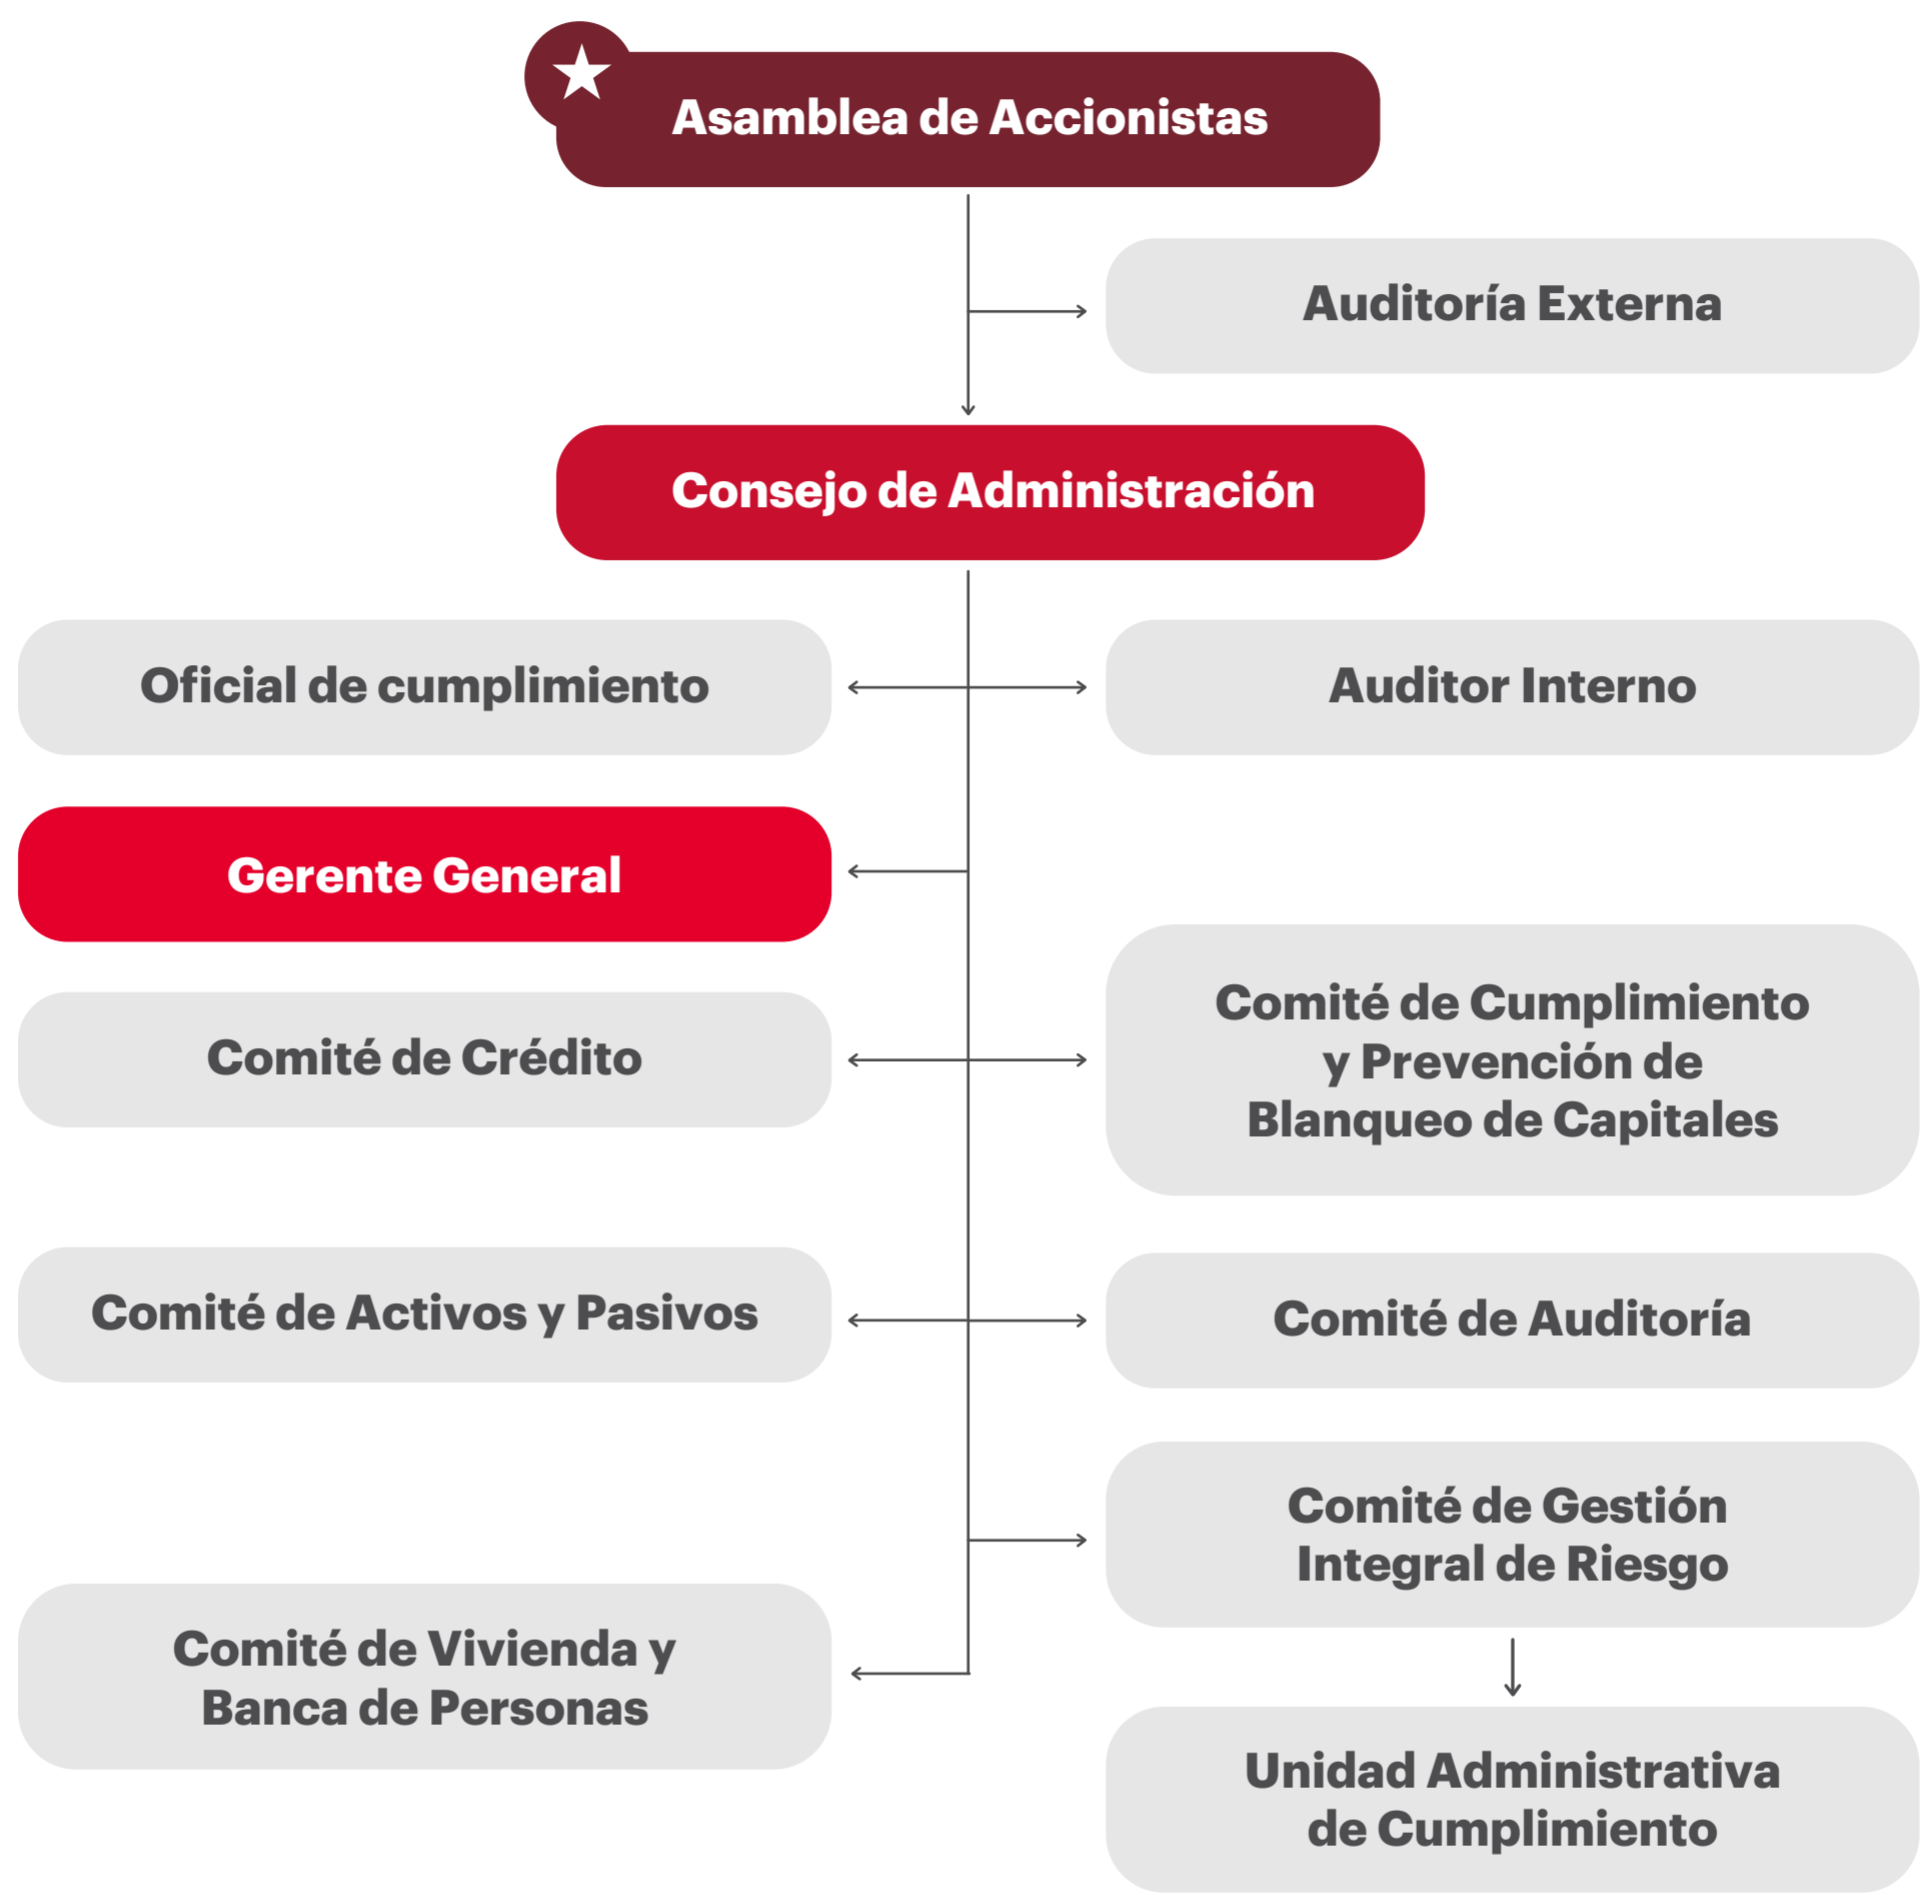 Asamblea de Accionistas
Auditoría Externa
Consejo de Administración
Oficial de cumplimiento
Auditor Interno
Gerente General
Comité de Crédito
Comité de Cumplimiento
y Prevención de
Blanqueo de Capitales
Comité de Activos y Pasivos
Comité de Auditoría
Comité de Gestión
Integral de Riesgo
Comité de Vivienda y
Banca de Personas
Unidad Administrativa
de Cumplimiento